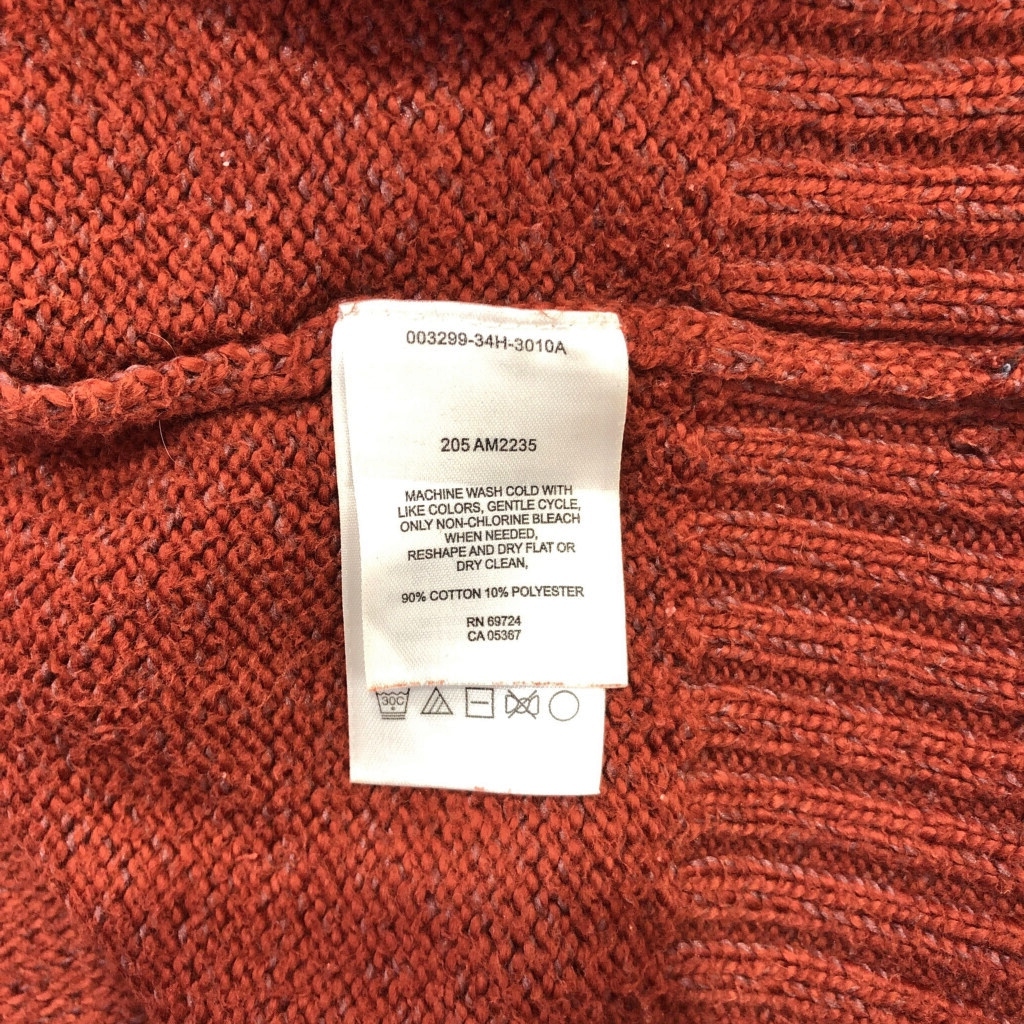 003299-34H-3010A
205 AM2235
MACHINE WASH COLD WITH
LIKE COLORS, GENTLE CYCLE,
ONLY NON-CHLORINE BLEACH
WHEN NEEDED,
RESHAPE AND DRY FLAT OR
DRY CLEAN,
90% COTTON 10% POLYESTER
RN 69724
CA 05367
30C